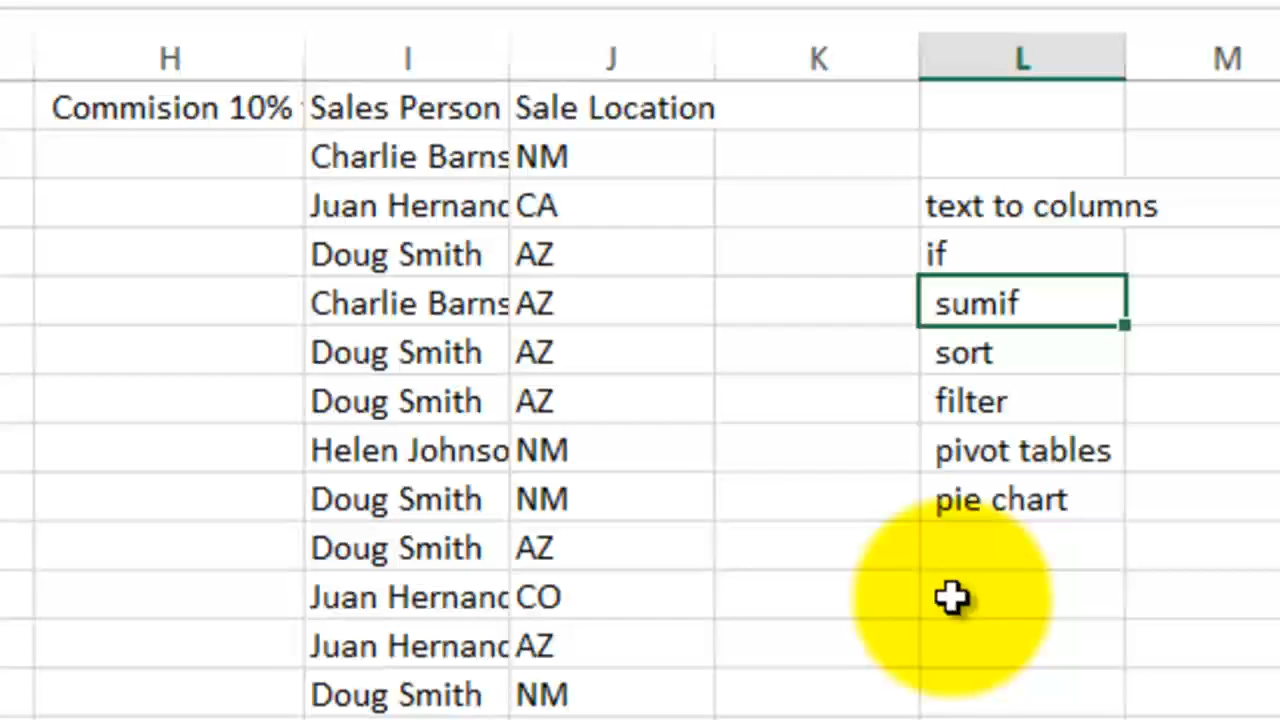 H I J K L M
Commision 10% Sales Person Sale Location
Charlie Barns NM
Juan Hernand CA text to columns
Doug Smith AZ if
Charlie Barns AZ sumif
Doug Smith AZ sort
Doug Smith AZ filter
Helen Johnso NM pivot tables
Doug Smith NM pie chart
Doug Smith AZ
Juan Hernand CO
Juan Hernand AZ
Doug Smith NM